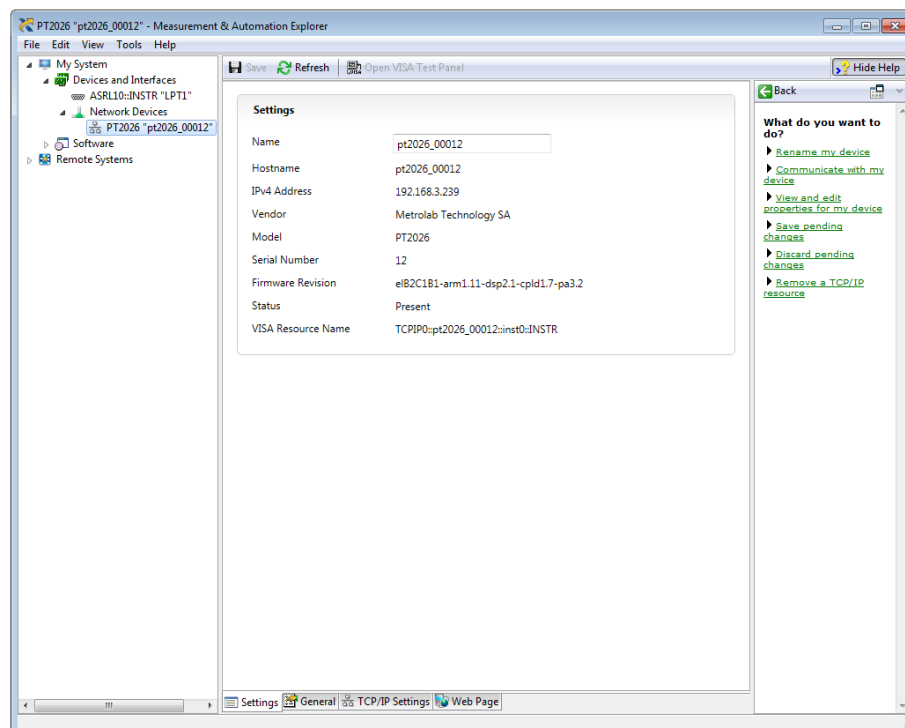 PT2026 "pt2026_00012" - Measurement & Automation Explorer
File Edit View Tools Help
My System
Devices and Interfaces
ASRL10::INSTR "LPT1"
Network Devices
PT2026 "pt2026_00012"
Software
Remote Systems
Save Refresh Open VISA Test Panel Hide Help
Settings
Name pt2026_00012
Hostname pt2026_00012
IPv4 Address 192.168.3.239
Vendor Metrolab Technology SA
Model PT2026
Serial Number 12
Firmware Revision elB2C1B1-arm1.11-dsp2.1-cpld1.7-pa3.2
Status Present
VISA Resource Name TCPIP0::pt2026_00012::inst0::INSTR
Back
What do you want to
do?
Rename my device
Communicate with my
device
View and edit
properties for my device
Save pending
changes
Discard pending
changes
Remove a TCP/IP
resource
Settings General TCP/IP Settings Web Page